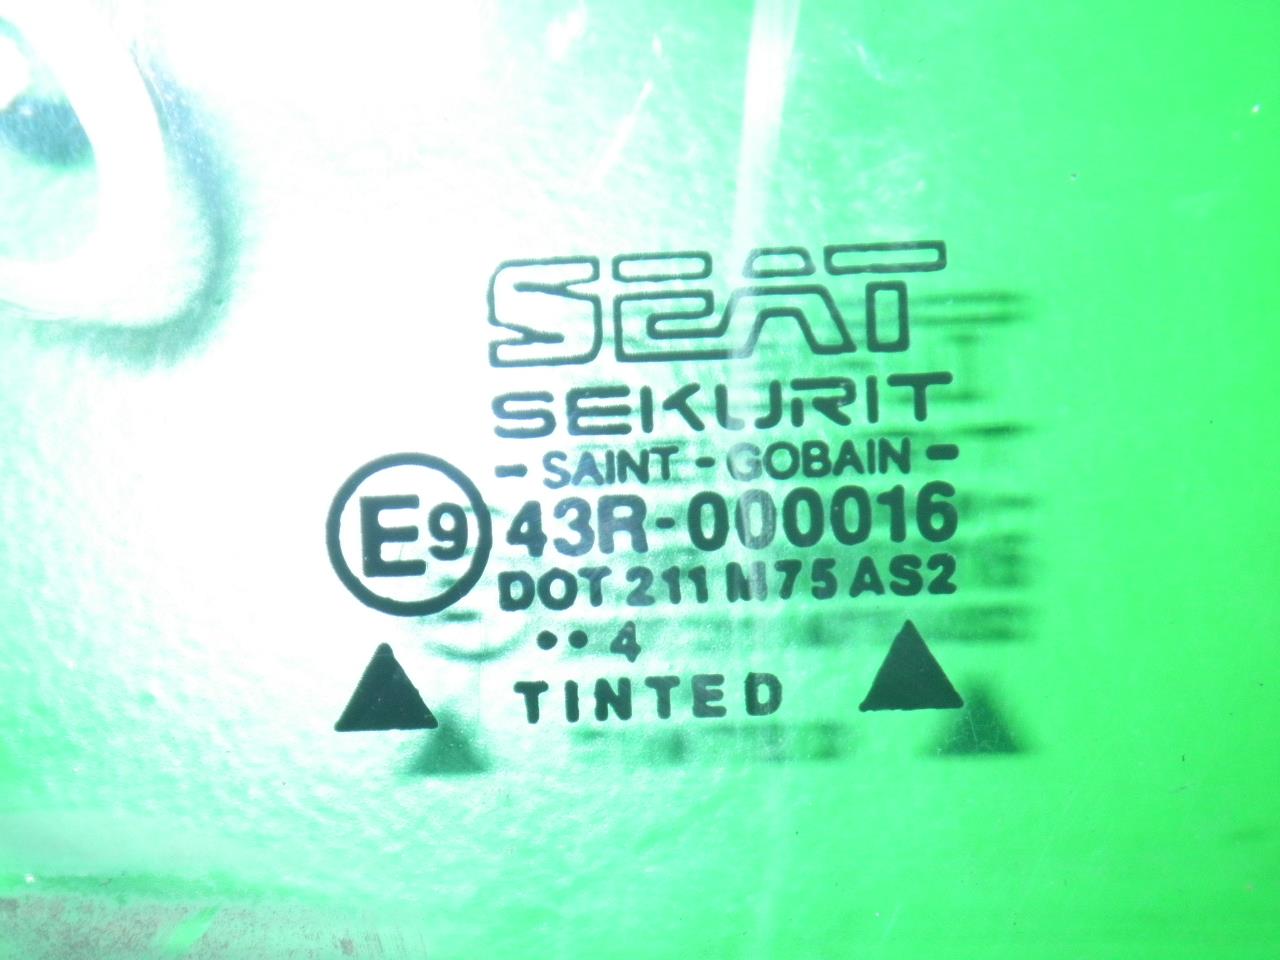 SEAT
SEKURIT
- SAINT - GOBAIN -
E9 43R-000016
DOT 211 M75 AS2
•• 4
TINTED